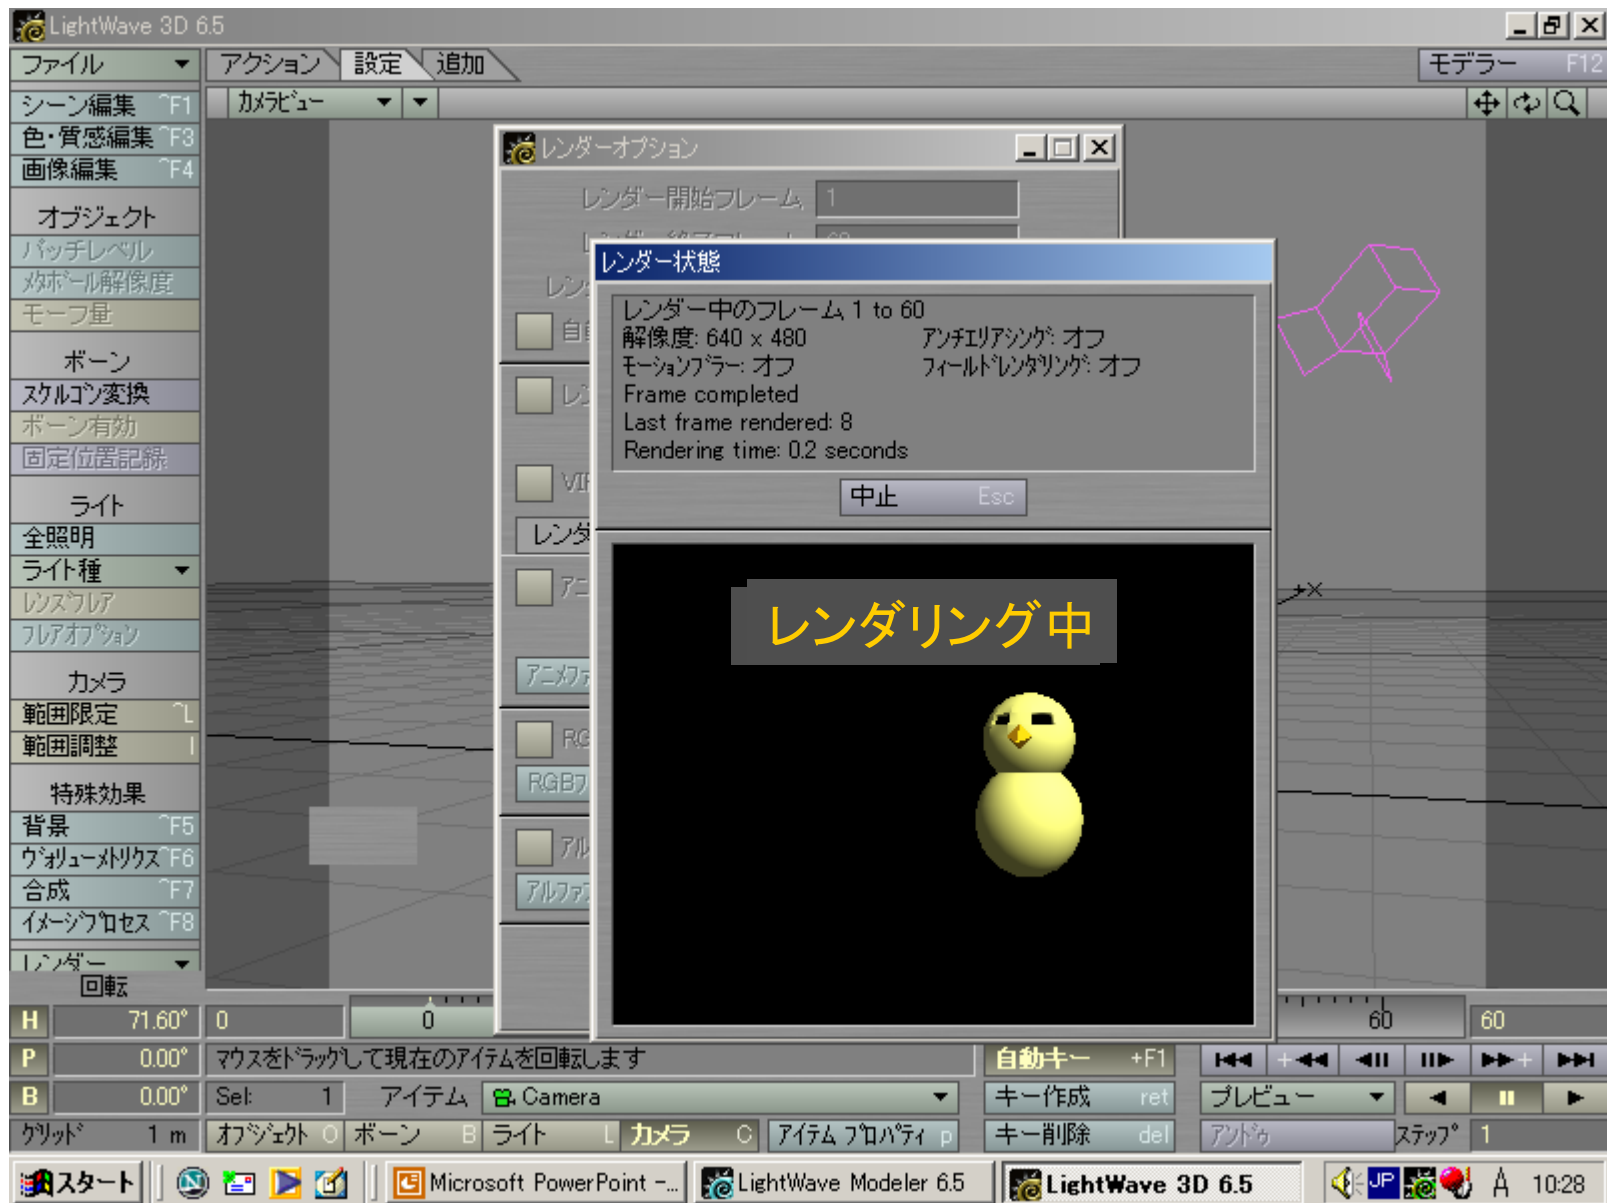 LightWave 3D 6.5
ファイル
アクション 設定 追加
モデラー F12
シーン編集 ^F1
カメラビュー
色・質感編集 ^F3
画像編集 ^F4
オブジェクト
パッチレベル
メタボール解像度
モーフ量
ボーン
スケルゴン変換
ボーン有効
固定位置記録
ライト
全照明
ライト種
レンズフレア
フレアオプション
カメラ
範囲限定 ^L
範囲調整 l
特殊効果
背景 ^F5
ヴォリューメトリクス ^F6
合成 ^F7
イメージプロセス ^F8
レンダー
レンダーオプション
レンダー開始フレーム 1
レンダー状態
レンダー中のフレーム 1 to 60
解像度: 640 x 480 アンチエリアシング: オフ
モーションブラー: オフ フィールドレンダリング: オフ
Frame completed
Last frame rendered: 8
Rendering time: 0.2 seconds
中止 Esc
レンダリング中
+X
回転
H 71.60° 0 0 60 60
P 0.00° マウスをドラッグして現在のアイテムを回転します 自動キー +F1
B 0.00° Sel: 1 アイテム Camera キー作成 ret プレビュー
グリッド 1 m オブジェクト O ボーン B ライト L カメラ C アイテム プロパティ p キー削除 del アンドゥ ステップ 1
スタート Microsoft PowerPoint -... LightWave Modeler 6.5 LightWave 3D 6.5 JP A 10:28